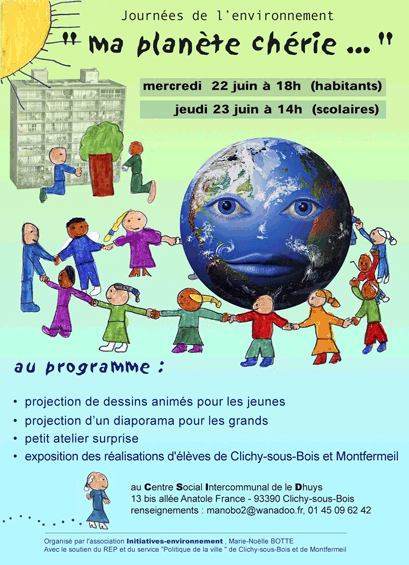 Journées de l'environnement
" ma planète chérie ... "
mercredi 22 juin à 18h (habitants)
jeudi 23 juin à 14h (scolaires)
au programme :
• projection de dessins animés pour les jeunes
• projection d'un diaporama pour les grands
• petit atelier surprise
• exposition des réalisations d'élèves de Clichy-sous-Bois et Montfermeil
au Centre Social Intercommunal de le Dhuys
13 bis allée Anatole France - 93390 Clichy-sous-Bois
renseignements : manobo2@wanadoo.fr, 01 45 09 62 42
Organisé par l'association Initiatives-environnement , Marie-Noëlle BOTTE
Avec le soutien du REP et du service "Politique de la ville " de Clichy-sous-Bois et de Montfermeil